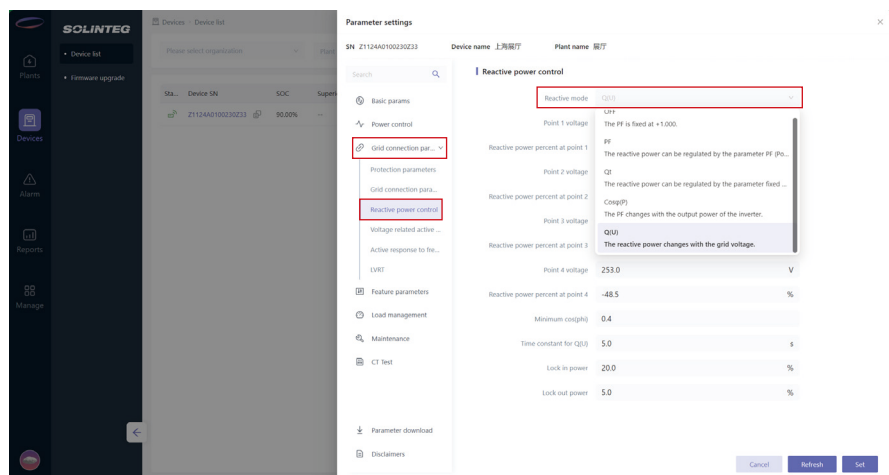 SOLINTEG
Plants
Devices
Alarm
Reports
Manage
Device list
Firmware upgrade
Devices / Device list
Please select organization
Plant
Sta... Device SN SOC Superi
Z1124A0100230Z33 90.00% --
Parameter settings
SN Z1124A0100230Z33 Device name 上海展厅 Plant name 展厅
Search
Basic params
Power control
Grid connection par...
Protection parameters
Grid connection para...
Reactive power control
Voltage related active ...
Active response to fre...
LVRT
Feature parameters
Load management
Maintenance
CT Test
Parameter download
Disclaimers
Reactive power control
Reactive mode Q(U)
OFF
The PF is fixed at +1.000.
PF
The reactive power can be regulated by the parameter PF (Po...
Qt
The reactive power can be regulated by the parameter fixed ...
Cosφ(P)
The PF changes with the output power of the inverter.
Q(U)
The reactive power changes with the grid voltage.
Point 1 voltage
Reactive power percent at point 1
Point 2 voltage
Reactive power percent at point 2
Point 3 voltage
Reactive power percent at point 3
Point 4 voltage 253.0 V
Reactive power percent at point 4 -48.5 %
Minimum cos(phi) 0.4
Time constant for Q(U) 5.0 s
Lock in power 20.0 %
Lock out power 5.0 %
Cancel Refresh Set